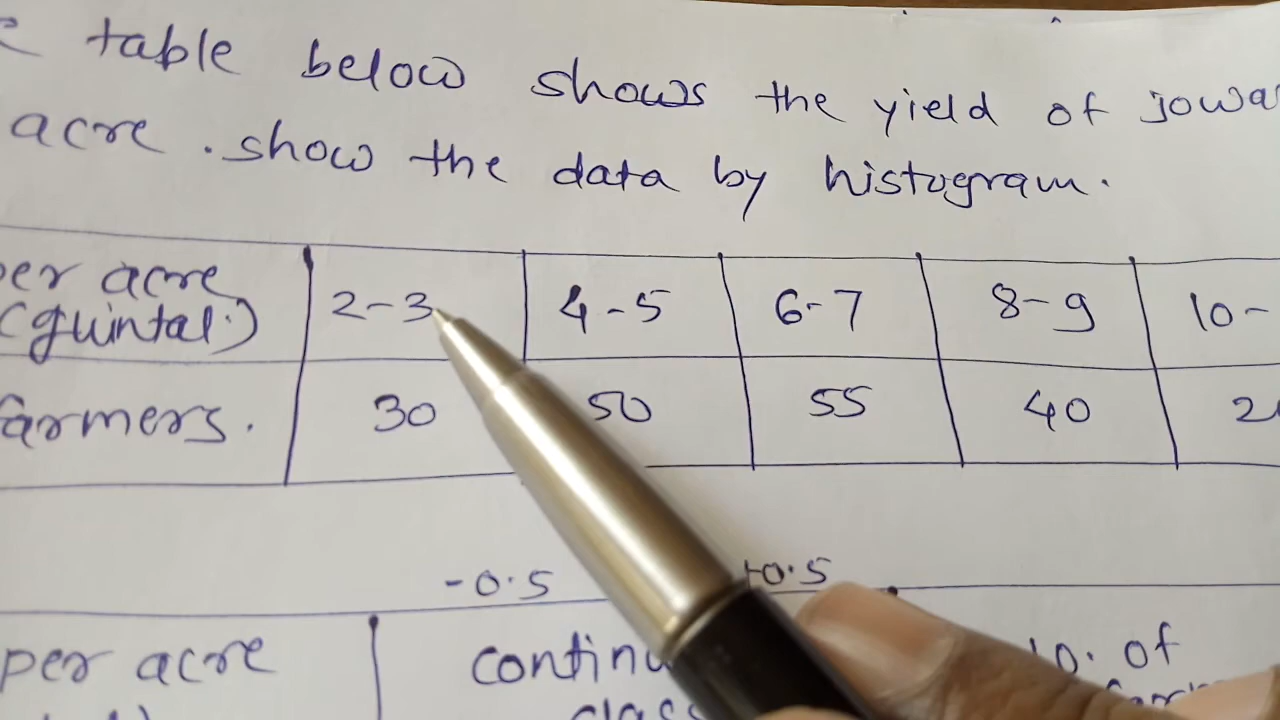 table below shows the yield of
acre. show the data by histogram.
per acre 2-3 4-5 6-7 8-9 10-
(quintal.)
farmers. 30 50 55 40
-0.5 +0.5
per acre continu of
class